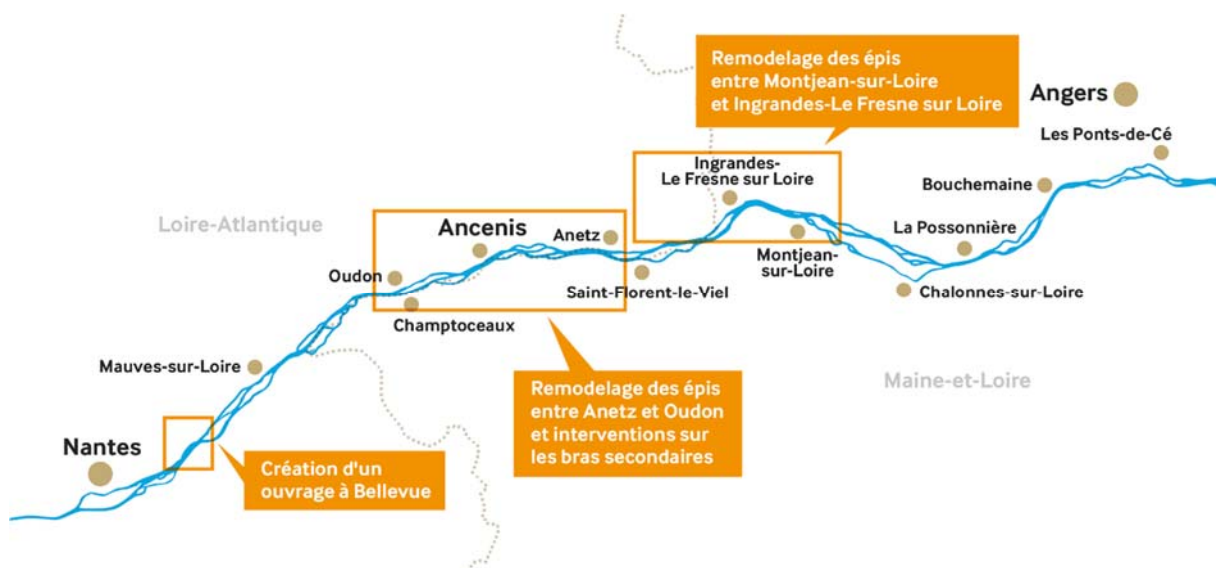 Remodelage des épis
entre Montjean-sur-Loire
et Ingrandes-Le Fresne sur Loire
Angers
Les Ponts-de-Cé
Ingrandes-
Le Fresne sur Loire
Bouchemaine
Loire-Atlantique
Ancenis
Anetz
La Possonnière
Oudon
Montjean-
sur-Loire
Saint-Florent-le-Viel
Chalonnes-sur-Loire
Champtoceaux
Mauves-sur-Loire
Maine-et-Loire
Remodelage des épis
entre Anetz et Oudon
et interventions sur
les bras secondaires
Nantes
Création d'un
ouvrage à Bellevue